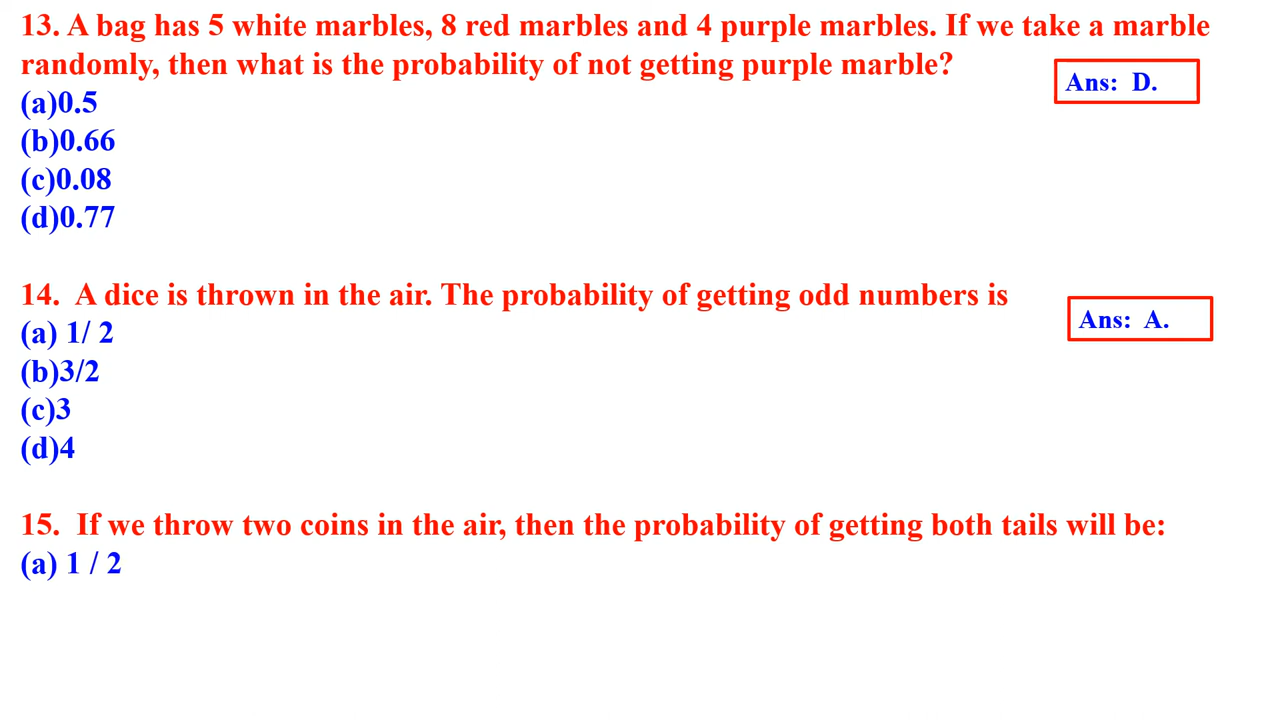 13. A bag has 5 white marbles, 8 red marbles and 4 purple marbles. If we take a marble
randomly, then what is the probability of not getting purple marble?
Ans: D.
(a)0.5
(b)0.66
(c)0.08
(d)0.77
14. A dice is thrown in the air. The probability of getting odd numbers is
Ans: A.
(a) 1/ 2
(b)3/2
(c)3
(d)4
15. If we throw two coins in the air, then the probability of getting both tails will be:
(a) 1 / 2